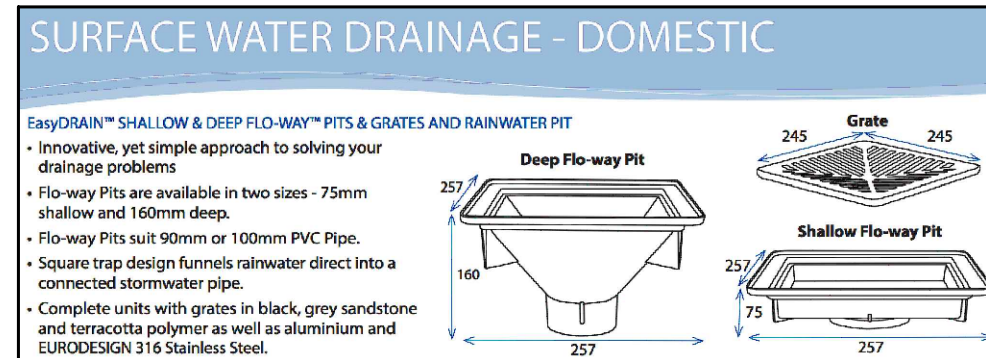 SURFACE WATER DRAINAGE - DOMESTIC
EasyDRAIN™ SHALLOW & DEEP FLO-WAY™ PITS & GRATES AND RAINWATER PIT
• Innovative, yet simple approach to solving your
drainage problems
• Flo-way Pits are available in two sizes - 75mm
shallow and 160mm deep.
• Flo-way Pits suit 90mm or 100mm PVC Pipe.
• Square trap design funnels rainwater direct into a
connected stormwater pipe.
• Complete units with grates in black, grey sandstone
and terracotta polymer as well as aluminium and
EURODESIGN 316 Stainless Steel.
Deep Flo-way Pit
257
160
257
Grate
245 245
Shallow Flo-way Pit
257
75
257